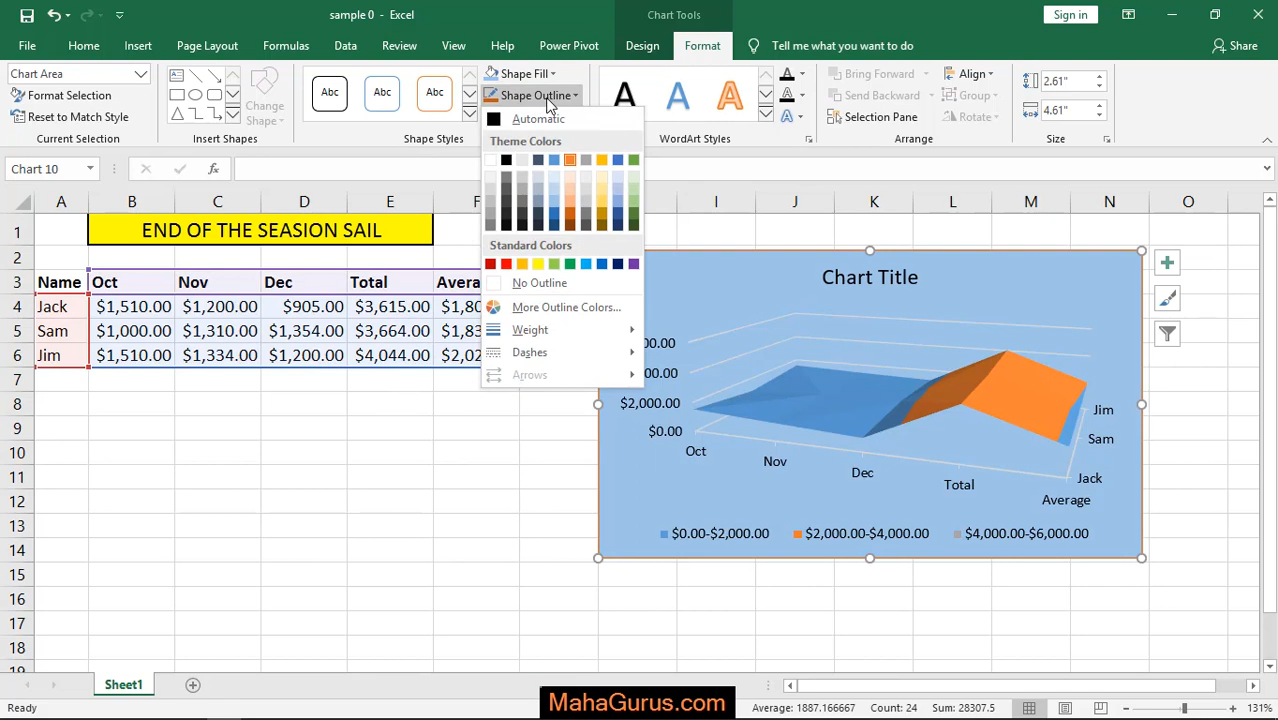 sample 0 - Excel
Chart Tools
Sign in
File Home Insert Page Layout Formulas Data Review View Help Power Pivot Design Format Tell me what you want to do Share
Chart Area
Format Selection
Reset to Match Style
Current Selection
Change
Shape
Insert Shapes
Abc Abc Abc
Shape Styles
Shape Fill
Shape Outline
A A A
WordArt Styles
Bring Forward
Send Backward
Selection Pane
Align
Arrange
2.61"
4.61"
Size
Automatic
Theme Colors
Standard Colors
No Outline
More Outline Colors...
Weight
Dashes
Arrows
Chart 10
fx
A B C D E F I J K L M N O
1 END OF THE SEASION SAIL
2
3 Name Oct Nov Dec Total Avera
4 Jack $1,510.00 $1,200.00 $905.00 $3,615.00 $1,80
5 Sam $1,000.00 $1,310.00 $1,354.00 $3,664.00 $1,83
6 Jim $1,510.00 $1,334.00 $1,200.00 $4,044.00 $2,02
7
8
9
10
11
12
13
14
15
16
17
18
19
Chart Title
00.00
00.00
$2,000.00
$0.00
Oct
Nov
Dec
Total
Average
Jim
Sam
Jack
$0.00-$2,000.00 $2,000.00-$4,000.00 $4,000.00-$6,000.00
Sheet1
Ready
MahaGurus.com
Average: 1887.166667 Count: 24 Sum: 28307.5
131%